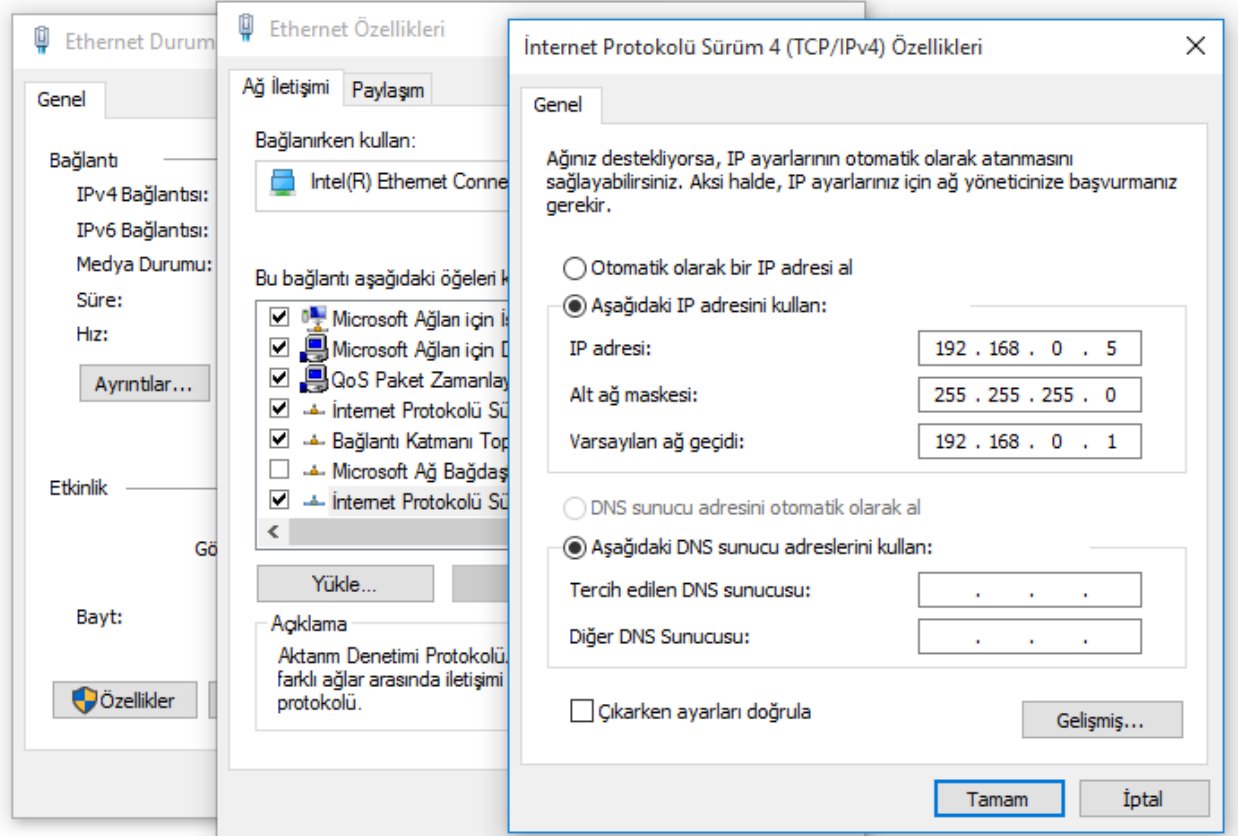 Ethernet Durum
Genel
Bağlantı
IPv4 Bağlantısı:
IPv6 Bağlantısı:
Medya Durumu:
Süre:
Hız:
Ayrıntılar...
Etkinlik
Gö
Bayt:
Özellikler
Ethernet Özellikleri
Ağ İletişimi
Paylaşım
Bağlanırken kullan:
Intel(R) Ethernet Conne
Bu bağlantı aşağıdaki öğeleri k
Microsoft Ağları için İs
Microsoft Ağları için D
QoS Paket Zamanlay
İnternet Protokolü Sü
Bağlantı Katmanı Top
Microsoft Ağ Bağdaş
İnternet Protokolü Sü
Yükle...
Açıklama
Aktarım Denetimi Protokolü.
farklı ağlar arasında iletişimi
protokolü.
İnternet Protokolü Sürüm 4 (TCP/IPv4) Özellikleri
Genel
Ağınız destekliyorsa, IP ayarlarının otomatik olarak atanmasını
sağlayabilirsiniz. Aksi halde, IP ayarlarınız için ağ yöneticinize başvurmanız
gerekir.
Otomatik olarak bir IP adresi al
Aşağıdaki IP adresini kullan:
IP adresi: 192 . 168 . 0 . 5
Alt ağ maskesi: 255 . 255 . 255 . 0
Varsayılan ağ geçidi: 192 . 168 . 0 . 1
DNS sunucu adresini otomatik olarak al
Aşağıdaki DNS sunucu adreslerini kullan:
Tercih edilen DNS sunucusu: . . .
Diğer DNS Sunucusu: . . .
Çıkarken ayarları doğrula
Gelişmiş...
Tamam
İptal